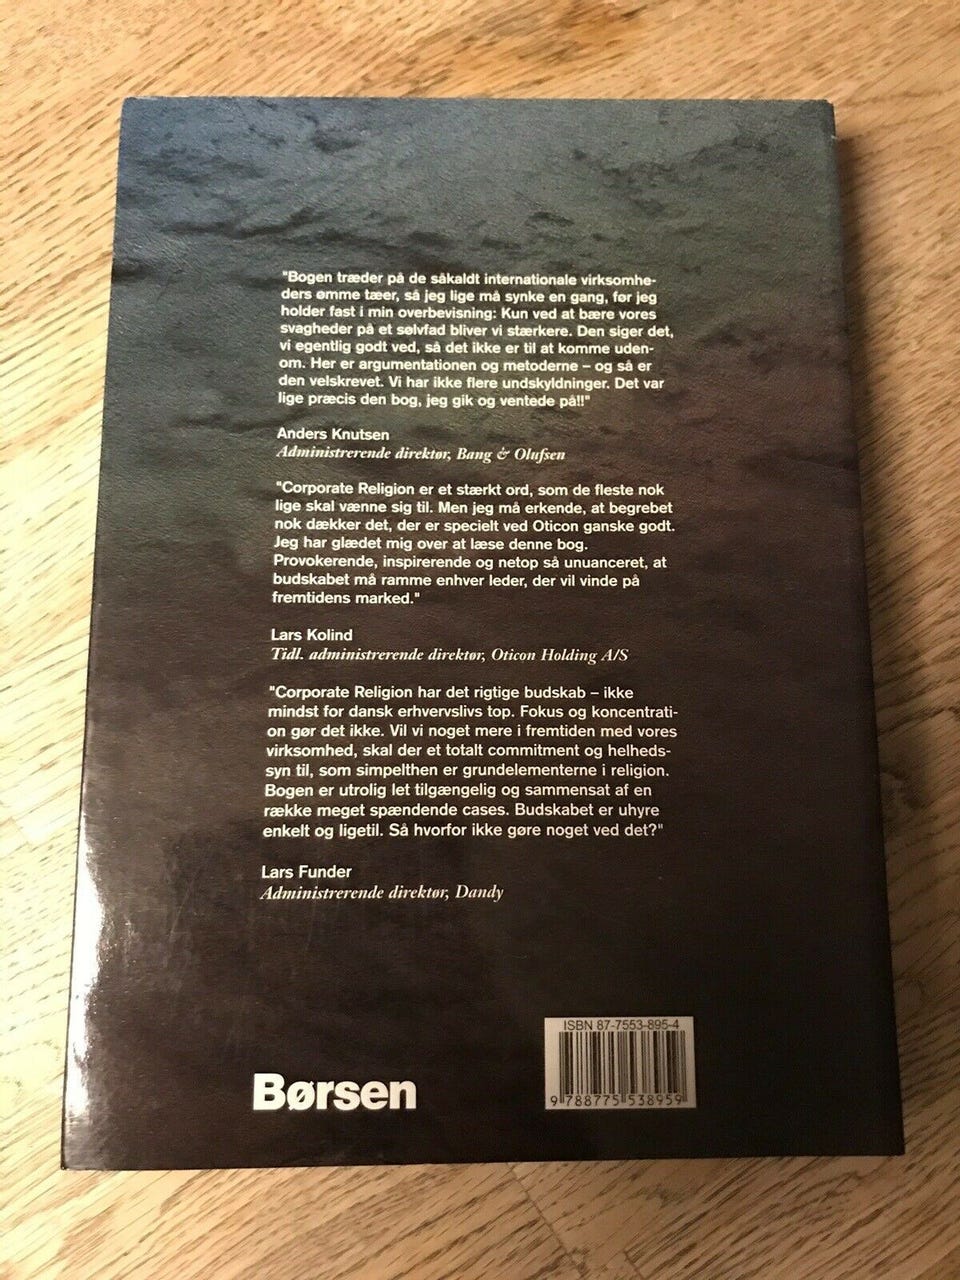 "Bogen træder på de såkaldt internationale virksomhe-
ders ømme tæer, så jeg lige må synke en gang, før jeg
holder fast i min overbevisning: Kun ved at bære vores
svagheder på et sølvfad bliver vi stærkere. Den siger det,
vi egentlig godt ved, så det ikke er til at komme uden-
om. Her er argumentationen og metoderne – og så er
den velskrevet. Vi har ikke flere undskyldninger. Det var
lige præcis den bog, jeg gik og ventede på!!"
Anders Knutsen
Administrerende direktør, Bang & Olufsen
"Corporate Religion er et stærkt ord, som de fleste nok
lige skal vænne sig til. Men jeg må erkende, at begrebet
nok dækker det, der er specielt ved Oticon ganske godt.
Jeg har glædet mig over at læse denne bog.
Provokerende, inspirerende og netop så unuanceret, at
budskabet må ramme enhver leder, der vil vinde på
fremtidens marked."
Lars Kolind
Tidl. administrerende direktør, Oticon Holding A/S
"Corporate Religion har det rigtige budskab – ikke
mindst for dansk erhvervslivs top. Fokus og koncentrati-
on gør det ikke. Vil vi noget mere i fremtiden med vores
virksomhed, skal der et totalt commitment og helheds-
syn til, som simpelthen er grundelementerne i religion.
Bogen er utrolig let tilgængelig og sammensat af en
række meget spændende cases. Budskabet er uhyre
enkelt og ligetil. Så hvorfor ikke gøre noget ved det?"
Lars Funder
Administrerende direktør, Dandy
ISBN 87-7553-895-4
9 788775 538959
Børsen